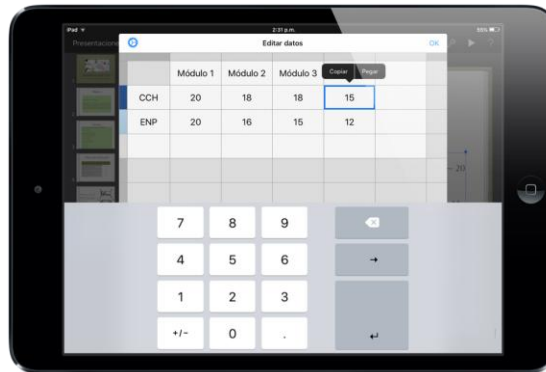 iPad 2:31 p.m. 55%
Presentaciones Editar datos OK
Copiar Pegar
Módulo 1 Módulo 2 Módulo 3
CCH 20 18 18 15
ENP 20 16 15 12
20
7 8 9
4 5 6
1 2 3
+/- 0 .